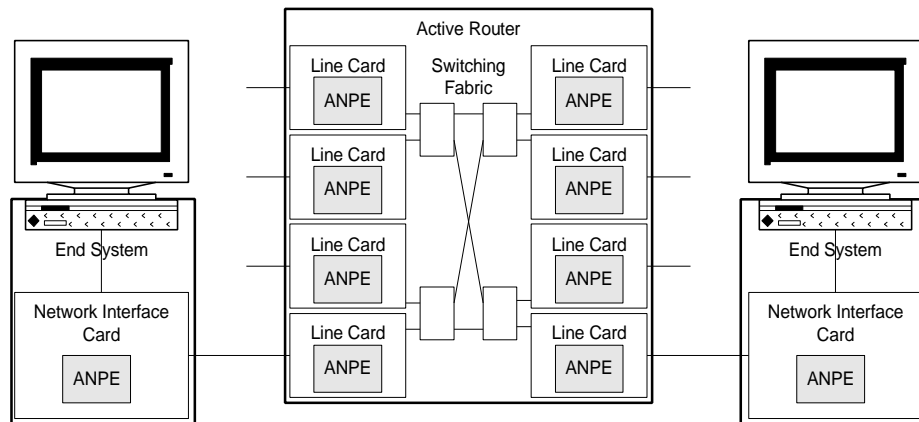 Active Router
Line Card
ANPE
Switching
Fabric
Line Card
ANPE
Line Card
ANPE
Line Card
ANPE
End System
End System
Line Card
ANPE
Line Card
ANPE
Network Interface
Card
ANPE
Line Card
ANPE
Line Card
ANPE
Network Interface
Card
ANPE